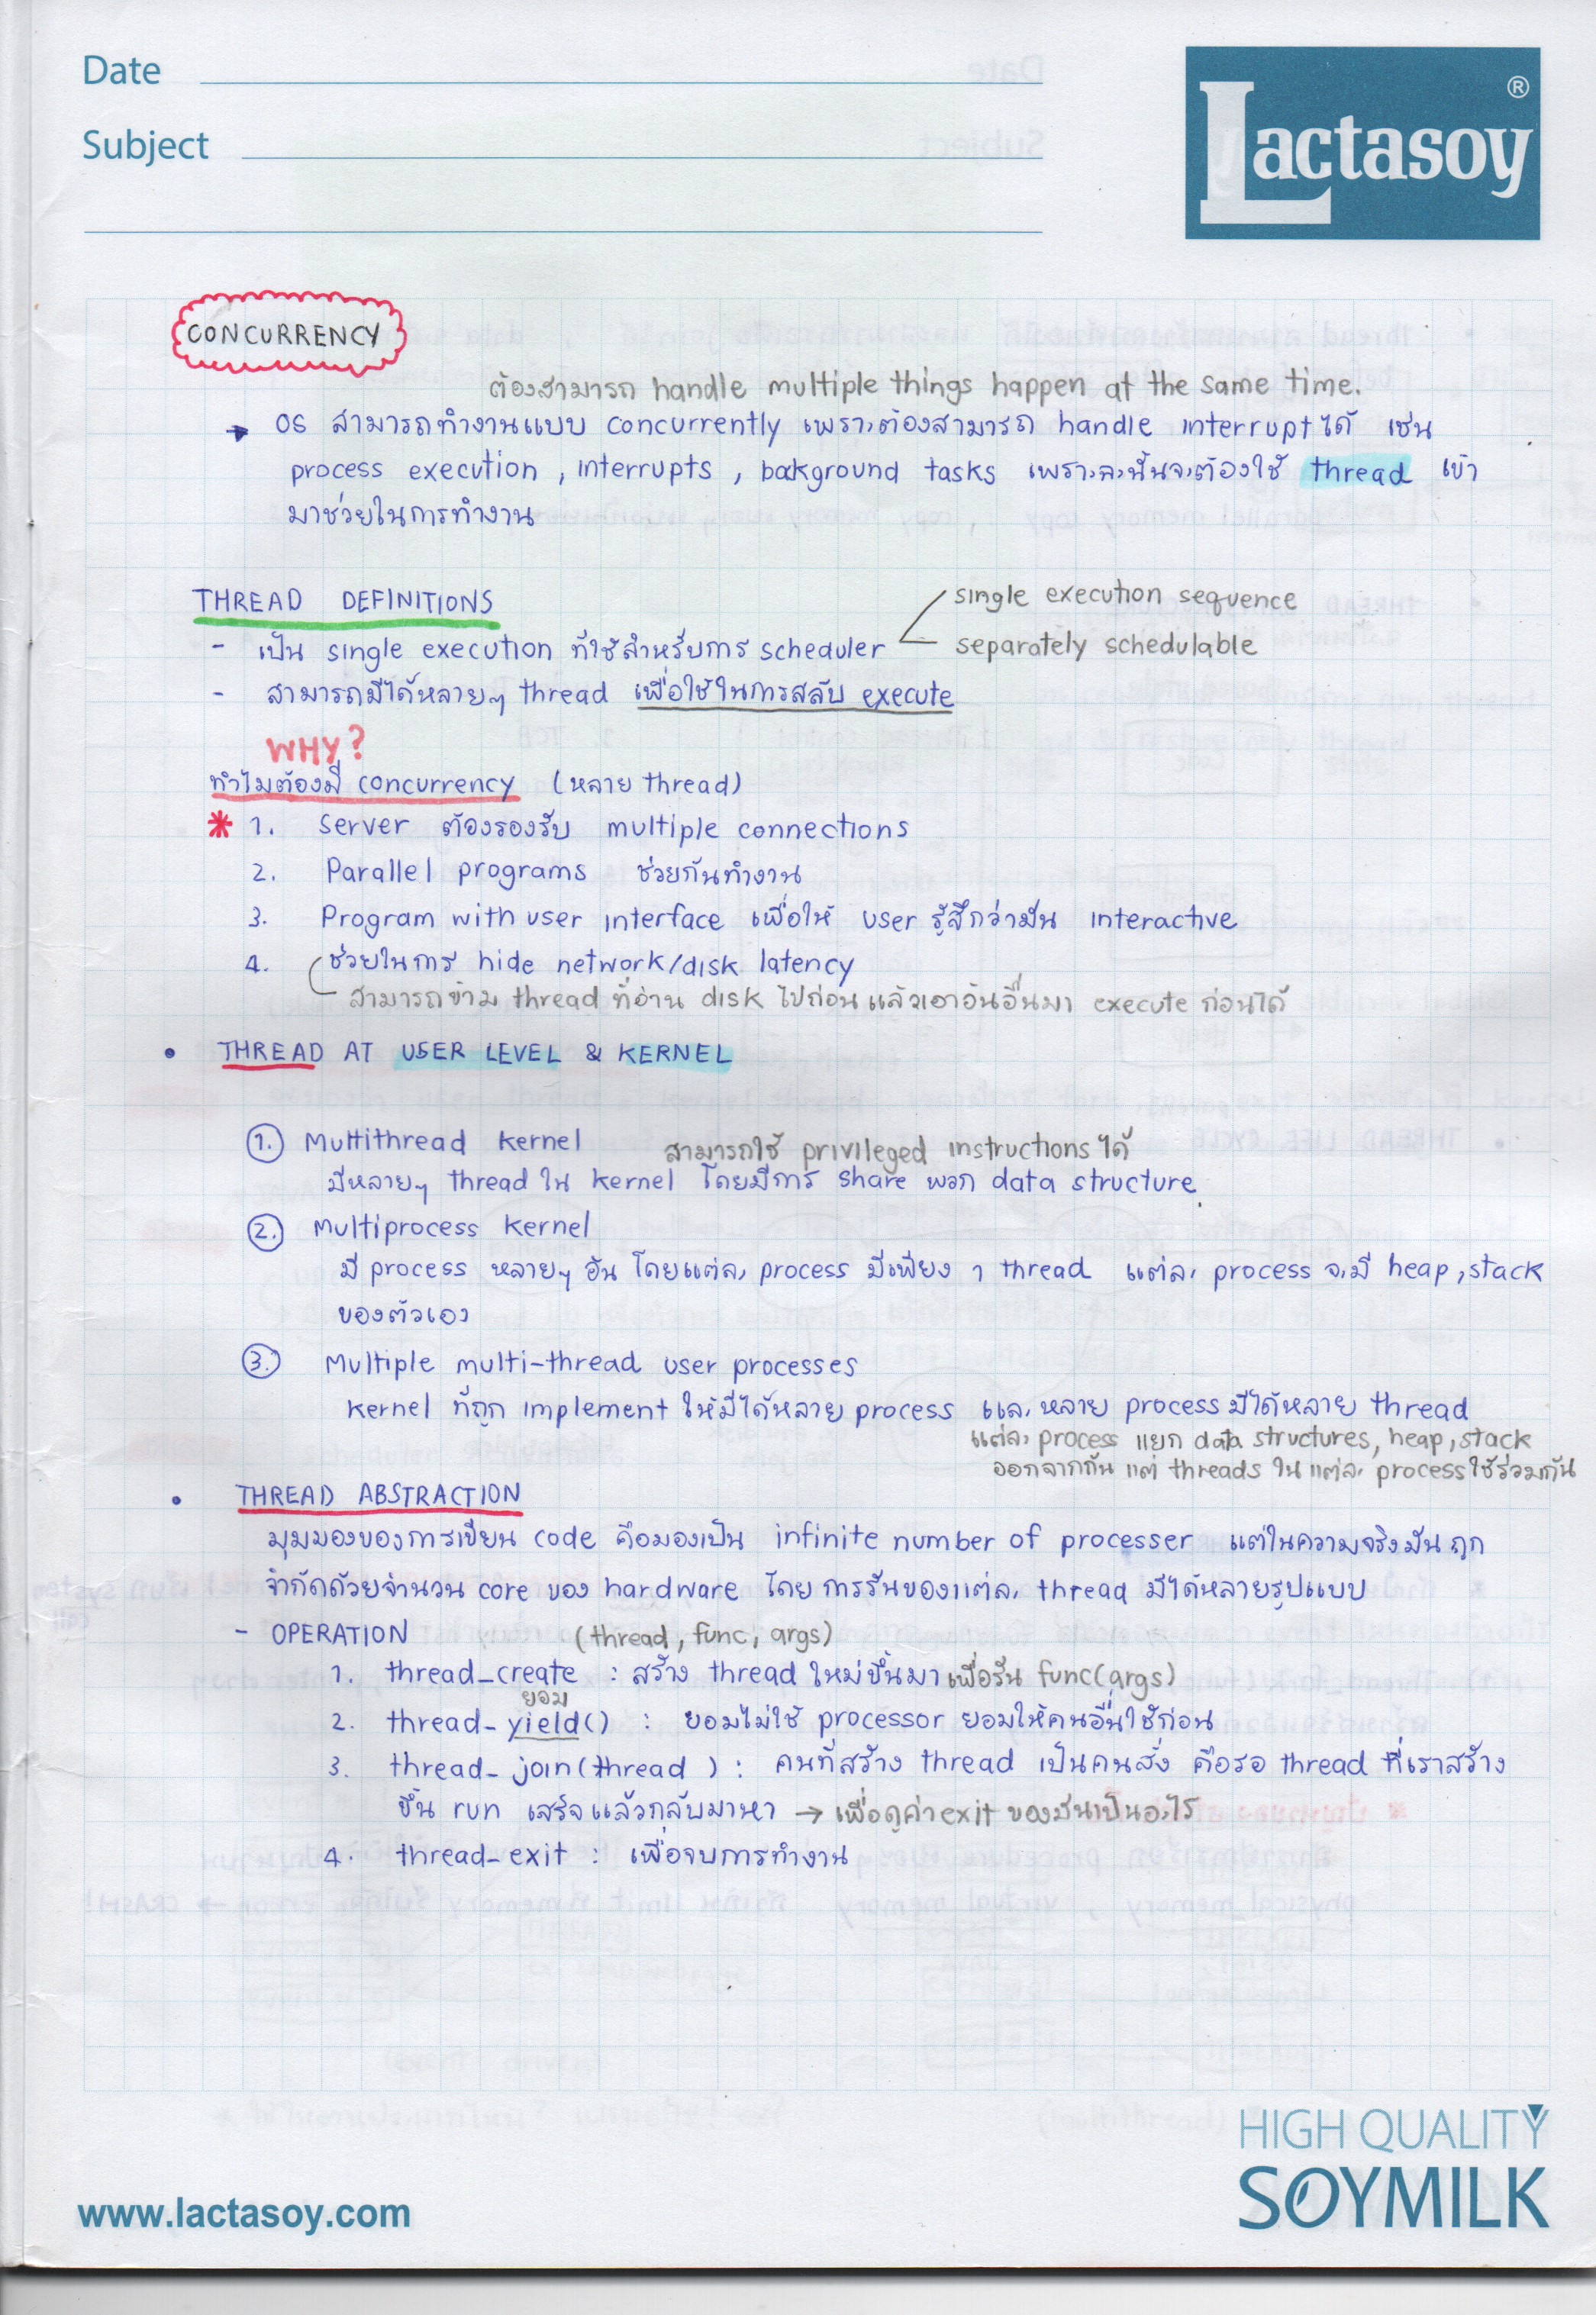 Date
Subject
Lactasoy ®
CONCURRENCY
ต้องสามารถ handle multiple things happen at the same time.
→ OS สามารถทำงานแบบ concurrently เพราะต้องสามารถ handle interrupt ได้ เช่น
process execution , interrupts , bakground tasks เพราะฉะนั้นจะต้องใช้ thread เข้า
มาช่วยในการทำงาน
THREAD DEFINITIONS
single execution sequence
- เป็น single execution ที่ใช้สำหรับการ scheduler
separately schedulable
- สามารถมีได้หลายๆ thread เพื่อใช้ในการสลับ execute
WHY?
ทำไมต้องมี concurrency (หลาย thread)
* 1. Server ต้องรองรับ multiple connections
2. Parallel programs ช่วยกันทำงาน
3. Program with user interface เพื่อให้ user รู้สึกว่ามัน interactive
4. ช่วยในการ hide network/disk latency
สามารถข้าม thread ที่อ่าน disk ไปก่อน แล้วเอาอันอื่นมา execute ก่อนได้
• THREAD AT USER LEVEL & KERNEL
1. Multithread kernel สามารถใช้ privileged instructions ได้
มีหลายๆ thread ใน kernel โดยมีการ share พวก data structure
2. Multiprocess kernel
มี process หลายๆ อัน โดยแต่ละ process มีเพียง 1 thread แต่ละ process จะมี heap, stack
ของตัวเอง
3. Multiple multi-thread user processes
kernel ที่ถูก implement ให้มีได้หลาย process และ หลาย process มีได้หลาย thread
แต่ละ process แยก data structures, heap, stack
ออกจากกัน แต่ threads ในแต่ละ process ใช้ร่วมกัน
• THREAD ABSTRACTION
มุมมองของการเขียน code คือมองเป็น infinite number of processer แต่ในความจริงมันถูก
จำกัดด้วยจำนวน core ของ hardware โดย การรันของแต่ละ thread มีได้หลายรูปแบบ
- OPERATION (thread, func, args)
1. thread_create : สร้าง thread ใหม่ขึ้นมา เพื่อรัน func(args)
ยอม
2. thread_yield() : ยอมไม่ใช้ processor ยอมให้คนอื่นใช้ก่อน
3. thread_join(thread ) : คนที่สร้าง thread เป็นคนสั่ง คือรอ thread ที่เราสร้าง
ขึ้น run เสร็จ แล้วกลับมาหา → เพื่อดูค่า exit ของมันเป็นอะไร
4. thread_exit : เพื่อจบการทำงาน
HIGH QUALITY
SOYMILK
www.lactasoy.com